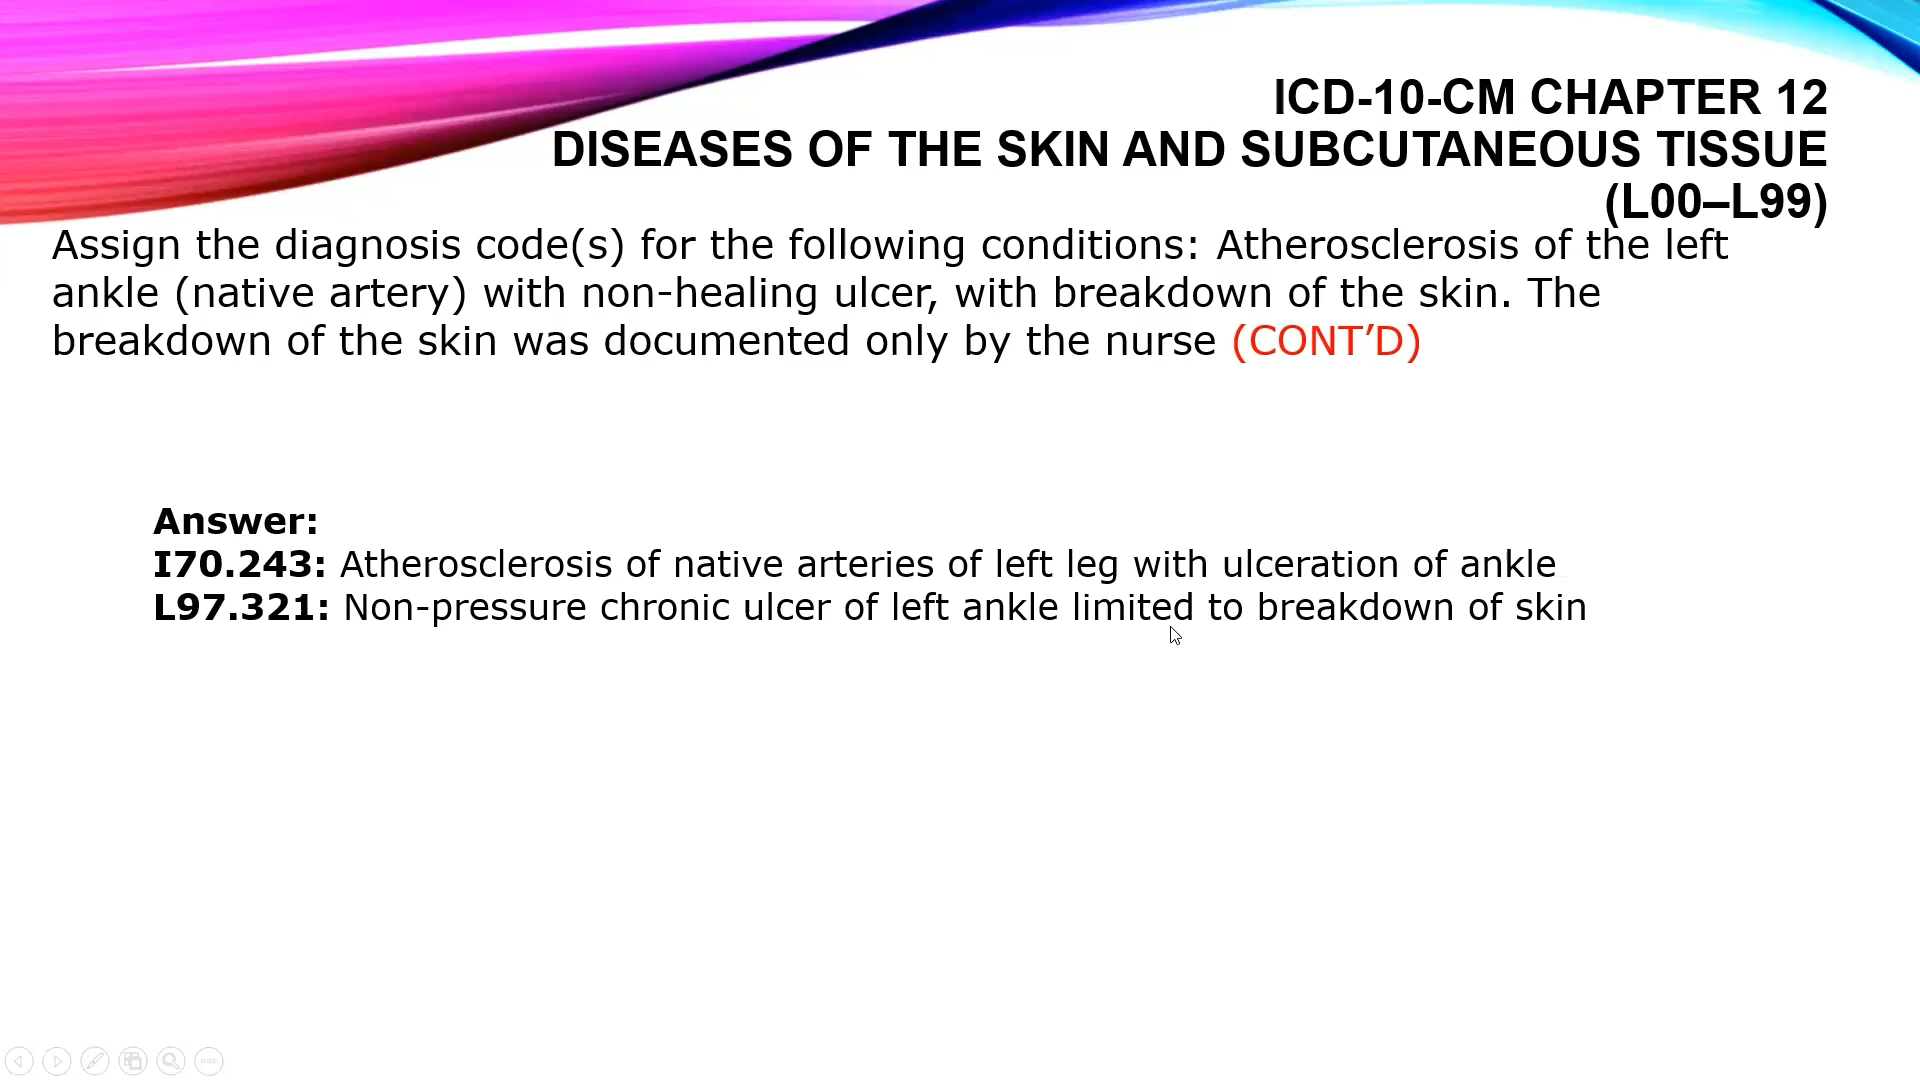 ICD-10-CM CHAPTER 12
DISEASES OF THE SKIN AND SUBCUTANEOUS TISSUE
(L00–L99)
Assign the diagnosis code(s) for the following conditions: Atherosclerosis of the left
ankle (native artery) with non-healing ulcer, with breakdown of the skin. The
breakdown of the skin was documented only by the nurse (CONT’D)
Answer:
I70.243: Atherosclerosis of native arteries of left leg with ulceration of ankle
L97.321: Non-pressure chronic ulcer of left ankle limited to breakdown of skin